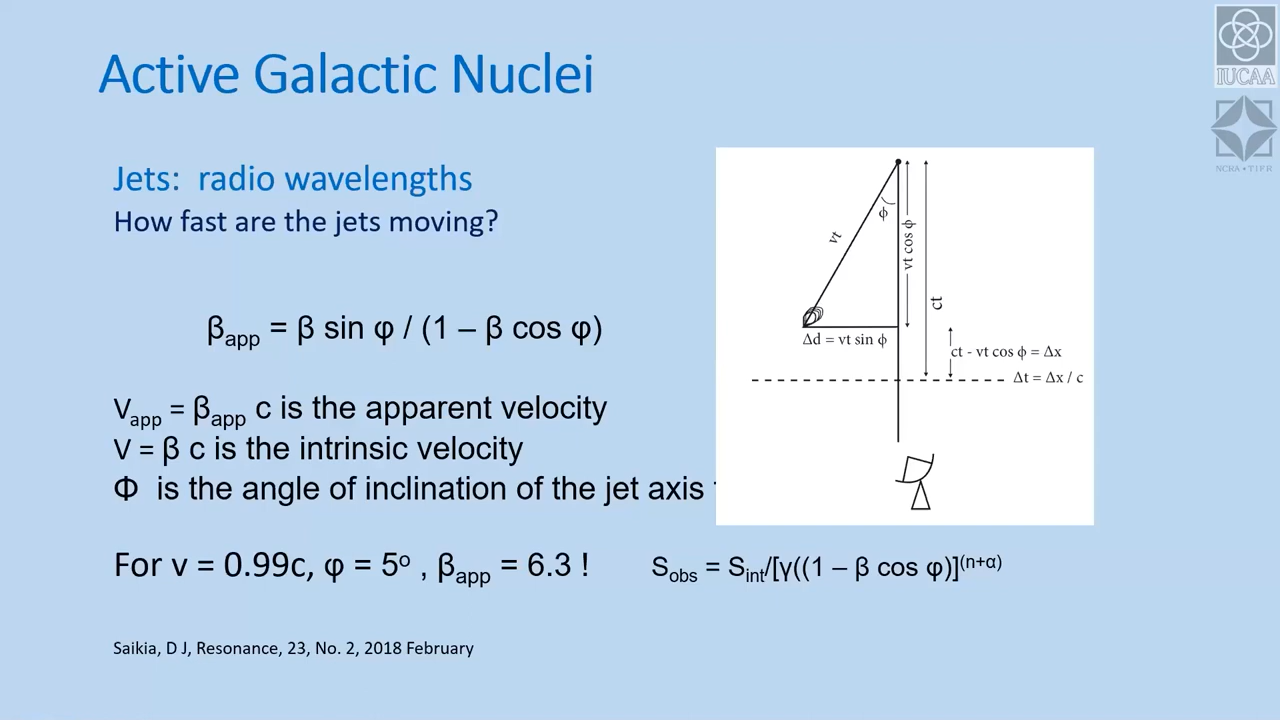 Active Galactic Nuclei
IUCAA
NCRA • TIFR
Jets: radio wavelengths
How fast are the jets moving?
β_app = β sin φ / (1 – β cos φ)
V_app = β_app c is the apparent velocity
V = β c is the intrinsic velocity
Φ is the angle of inclination of the jet axis
For v = 0.99c, φ = 5° , β_app = 6.3 !
S_obs = S_int/[γ((1 – β cos φ)]^(n+α)
Saikia, D J, Resonance, 23, No. 2, 2018 February
ϕ
vt
vt cos ϕ
ct
Δd = vt sin ϕ
ct - vt cos ϕ = Δx
Δt = Δx / c